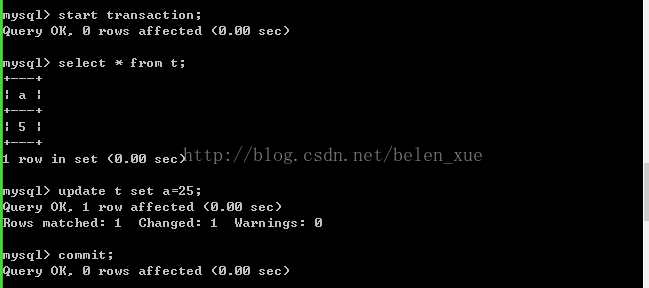 mysql> start transaction;
Query OK, 0 rows affected (0.00 sec)
mysql> select * from t;
+---+
| a |
+---+
| 5 |
+---+
1 row in set (0.00 sec)
http://blog.csdn.net/belen_xue
mysql> update t set a=25;
Query OK, 1 row affected (0.00 sec)
Rows matched: 1  Changed: 1  Warnings: 0
mysql> commit;
Query OK, 0 rows affected (0.00 sec)